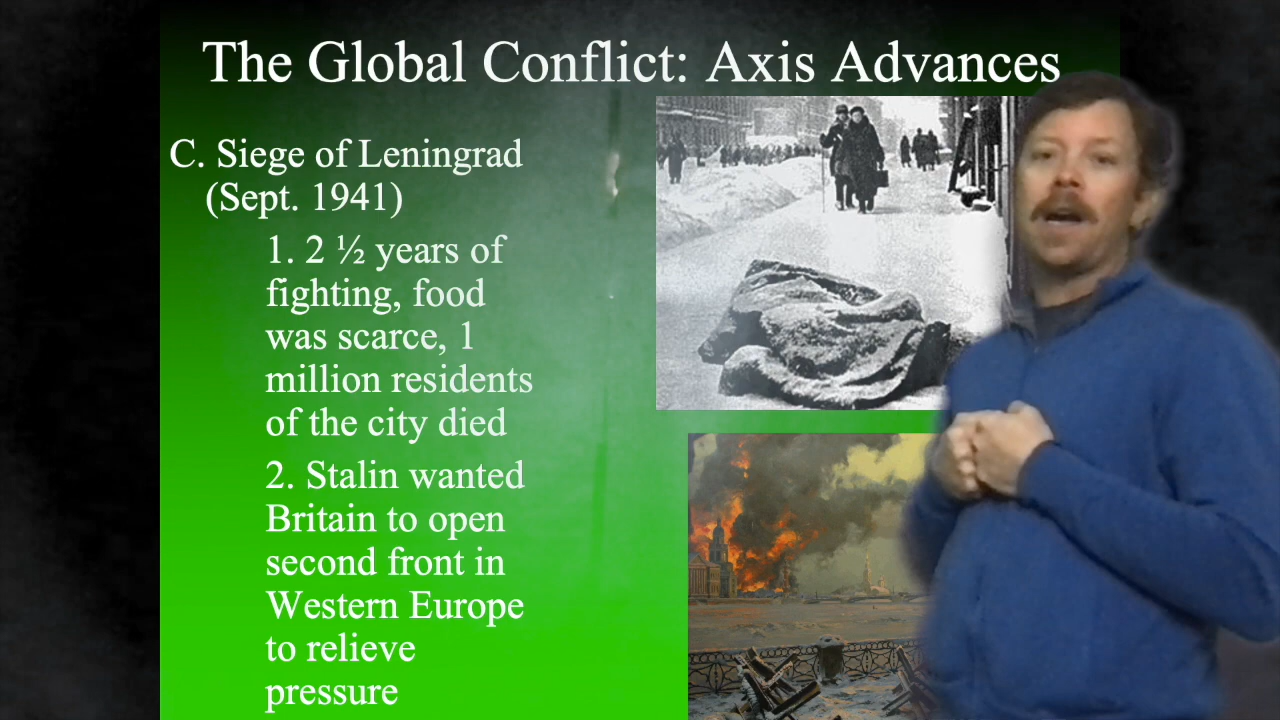 The Global Conflict: Axis Advances
C. Siege of Leningrad
(Sept. 1941)
1. 2 ½ years of
fighting, food
was scarce, 1
million residents
of the city died
2. Stalin wanted
Britain to open
second front in
Western Europe
to relieve
pressure